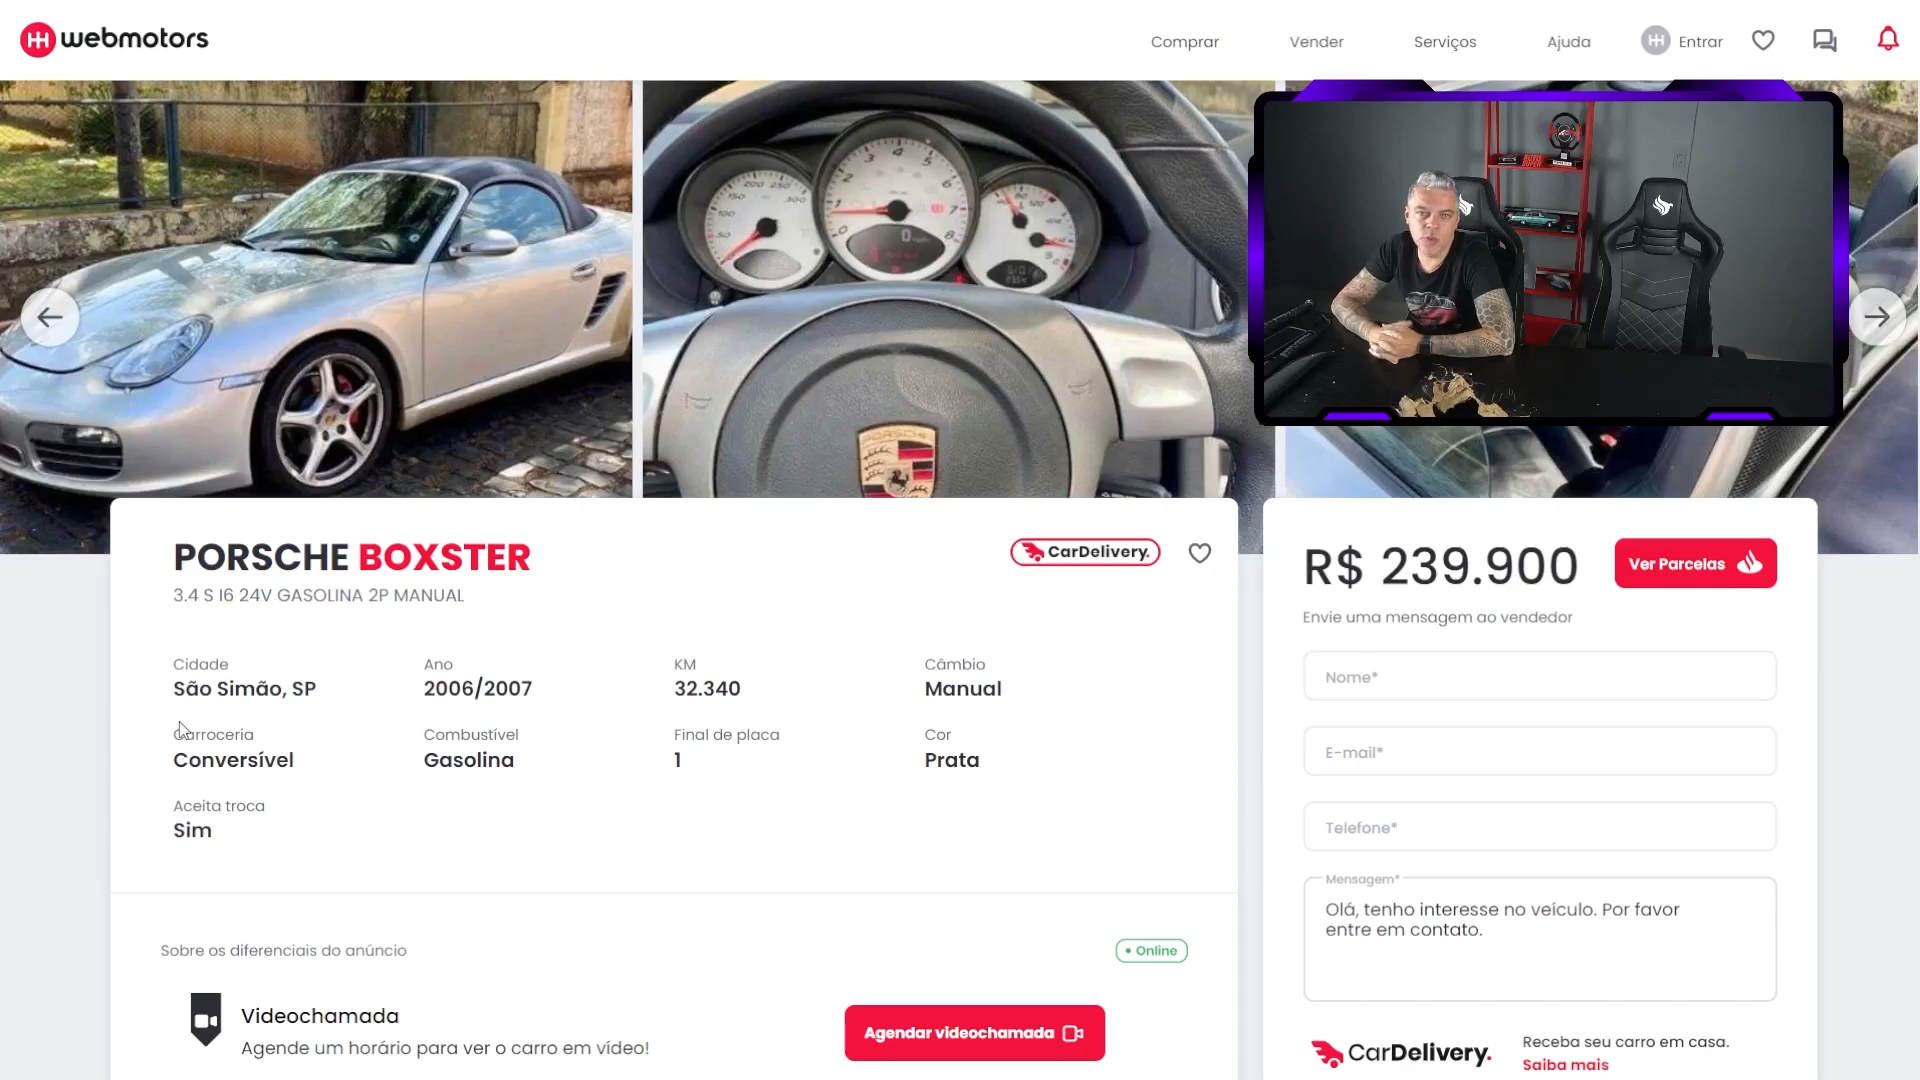 webmotors
Comprar
Vender
Serviços
Ajuda
Entrar
PORSCHE
PORSCHE BOXSTER
3.4 S I6 24V GASOLINA 2P MANUAL
CarDelivery.
Cidade
São Simão, SP
Ano
2006/2007
KM
32.340
Câmbio
Manual
Carroceria
Conversível
Combustível
Gasolina
Final de placa
1
Cor
Prata
Aceita troca
Sim
Sobre os diferenciais do anúncio
• Online
Videochamada
Agende um horário para ver o carro em vídeo!
Agendar videochamada
R$ 239.900
Ver Parcelas
Envie uma mensagem ao vendedor
Nome*
E-mail*
Telefone*
Mensagem*
Olá, tenho interesse no veículo. Por favor
entre em contato.
CarDelivery.
Receba seu carro em casa.
Saiba mais